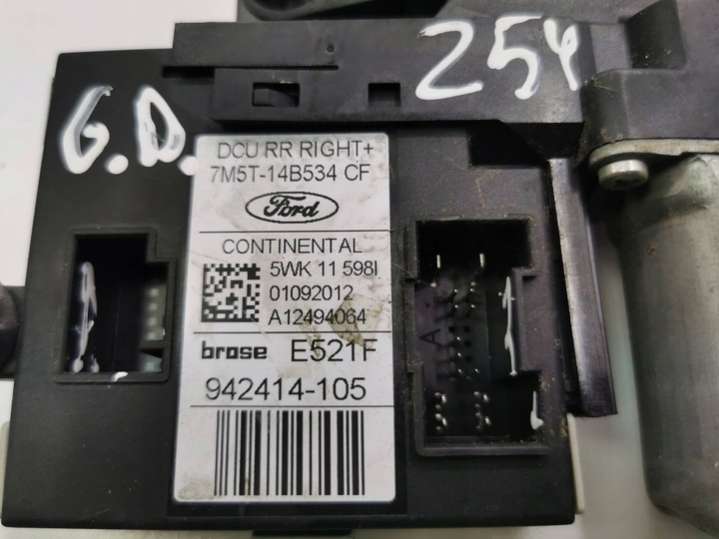 254
G.D.
DCU RR RIGHT+
7M5T-14B534 CF
Ford
CONTINENTAL
5WK 11 598I
01092012
A12494064
brose E521F
942414-105
A